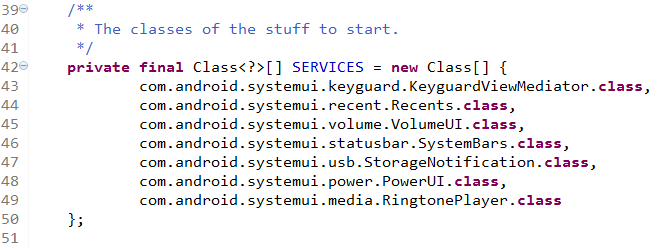 39 /**
40 * The classes of the stuff to start.
41 */
42 private final Class<?>[] SERVICES = new Class[] {
43 com.android.systemui.keyguard.KeyguardViewMediator.class,
44 com.android.systemui.recent.Recents.class,
45 com.android.systemui.volume.VolumeUI.class,
46 com.android.systemui.statusbar.SystemBars.class,
47 com.android.systemui.usb.StorageNotification.class,
48 com.android.systemui.power.PowerUI.class,
49 com.android.systemui.media.RingtonePlayer.class
50 };
51